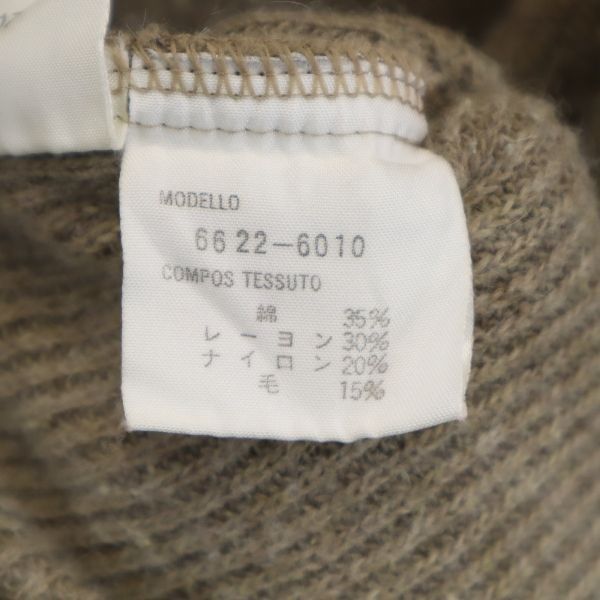 MODELLO
6622-6010
COMPOS TESSUTO
綿 35%
レーヨン 30%
ナイロン 20%
毛 15%